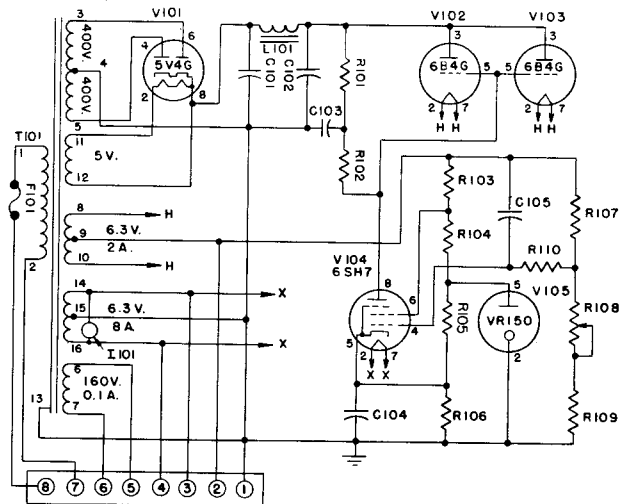 3
V101
V102
V103
4
6
5V4G
2
8
400V.
4
400V.
5
L101
C101
C102
R101
C103
R102
3
6B4G
5
2
7
H H
3
5
6B4G
2
7
H H
T101
1
F101
2
11
5V.
12
8
H
9
6.3V.
2A.
10
H
14
X
15
6.3V.
8A.
16
I101
X
6
160V.
0.1A.
7
13
R103
R104
C105
R107
R110
V104
6SH7
8
6
4
5
2
7
X X
R105
V105
5
VR150
2
R108
C104
R106
R109
8
7
6
5
4
3
2
1